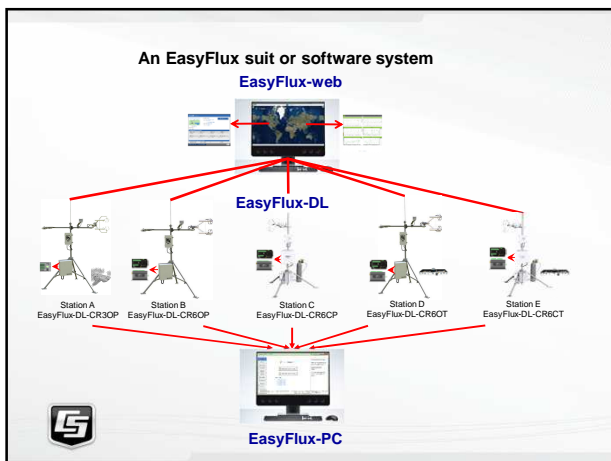 An EasyFlux suit or software system
EasyFlux-web
EasyFlux-DL
Station A
EasyFlux-DL-CR3OP
Station B
EasyFlux-DL-CR6OP
Station C
EasyFlux-DL-CR6CP
Station D
EasyFlux-DL-CR6OT
Station E
EasyFlux-DL-CR6CT
EasyFlux-PC